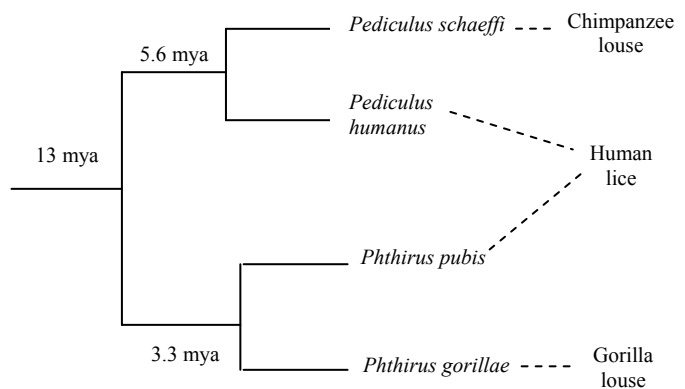 Pediculus schaeffi
Chimpanzee
louse
5.6 mya
Pediculus
humanus
13 mya
Human
lice
Phthirus pubis
3.3 mya
Phthirus gorillae
Gorilla
louse